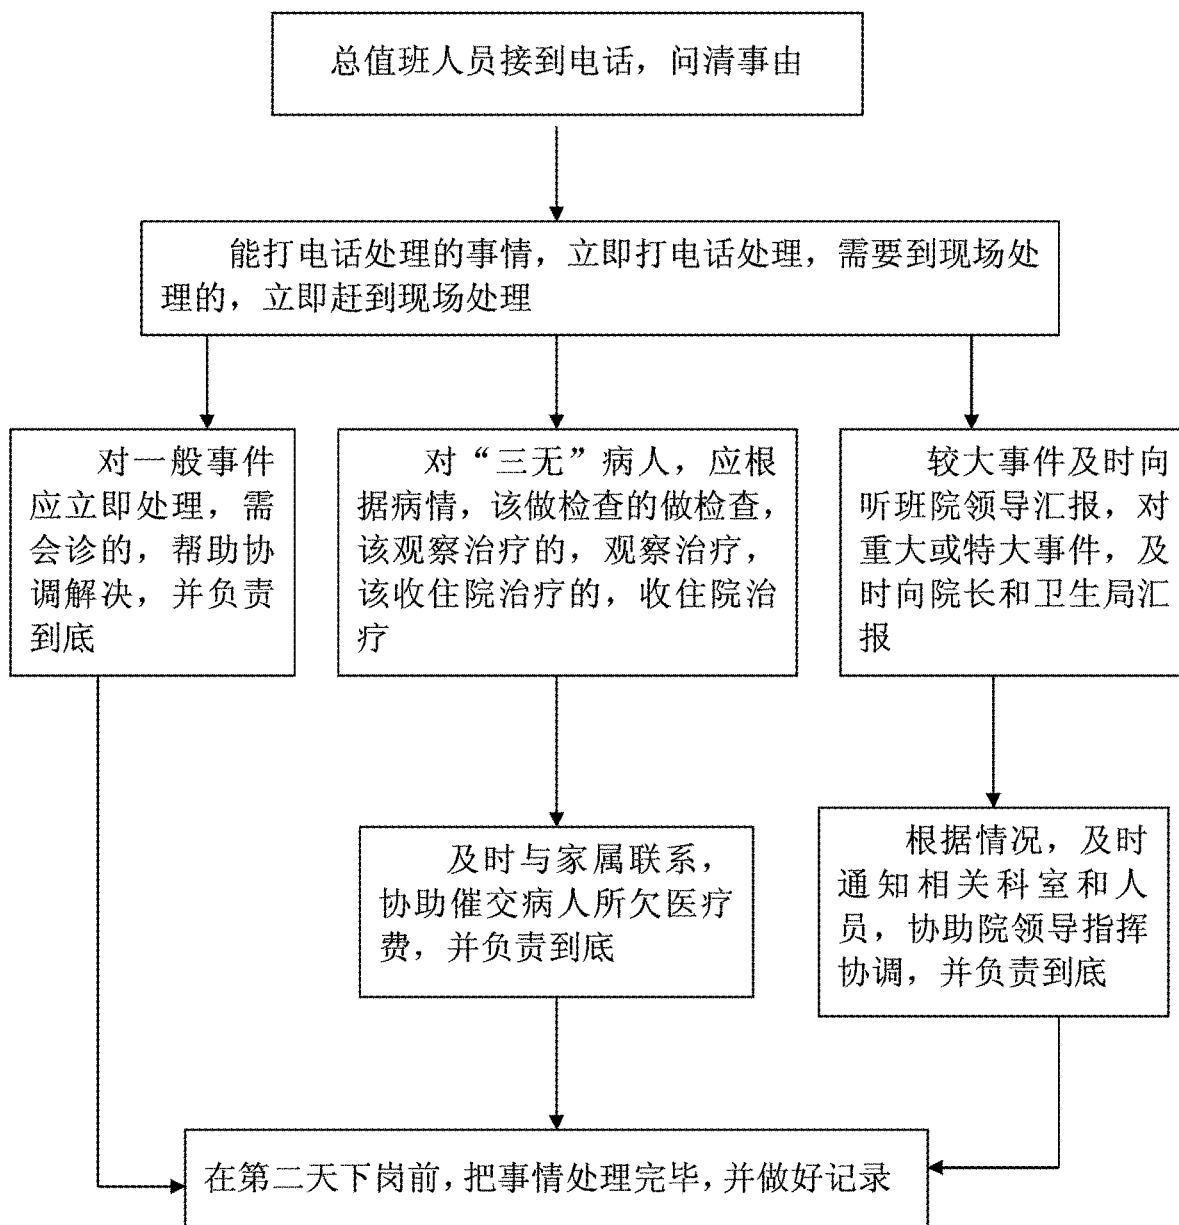 总值班人员接到电话，问清事由
能打电话处理的事情，立即打电话处理，需要到现场处
理的，立即赶到现场处理
对一般事件
应立即处理，需
会诊的，帮助协
调解决，并负责
到底
对“三无”病人，应根
据病情，该做检查的做检查，
该观察治疗的，观察治疗，
该收住院治疗的，收住院治
疗
较大事件及时向
听班院领导汇报，对
重大或特大事件，及
时向院长和卫生局汇
报
及时与家属联系，
协助催交病人所欠医疗
费，并负责到底
根据情况，及时
通知相关科室和人
员，协助院领导指挥
协调，并负责到底
在第二天下岗前，把事情处理完毕，并做好记录